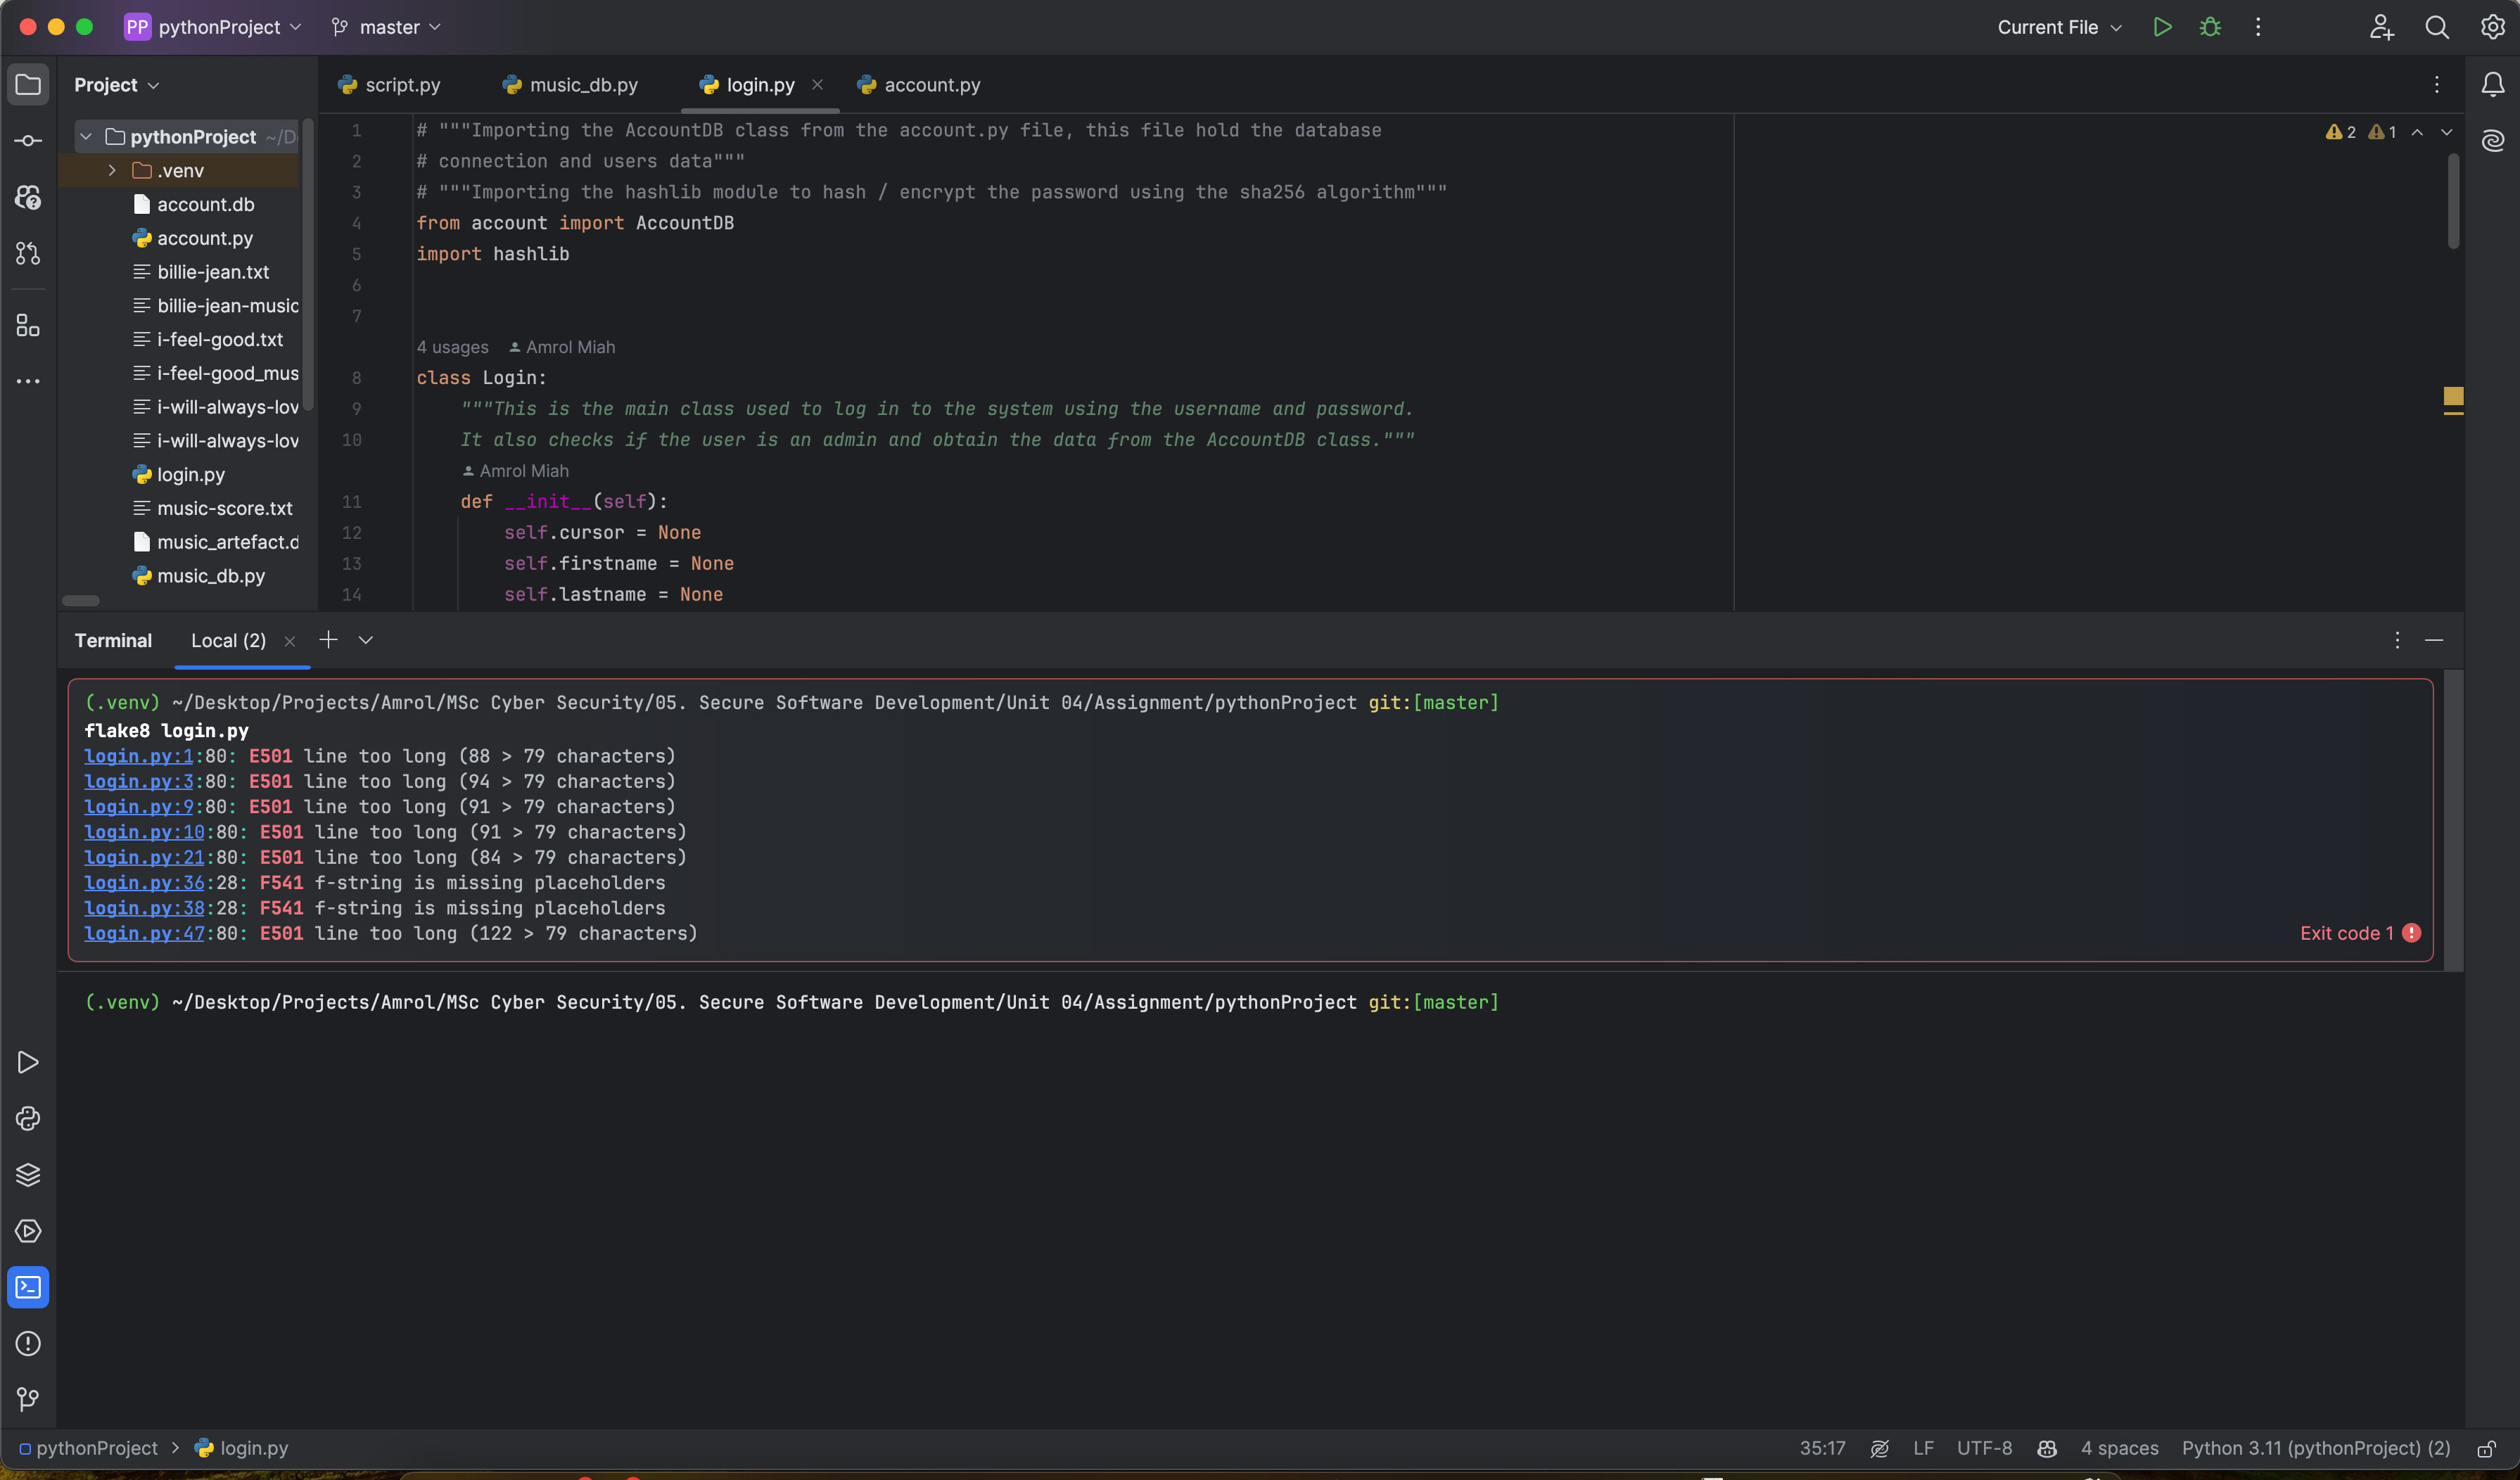 PP pythonProject master Current File
Project script.py music_db.py login.py account.py
pythonProject ~/D
.venv
account.db
account.py
billie-jean.txt
billie-jean-music
i-feel-good.txt
i-feel-good_mus
i-will-always-lov
i-will-always-lov
login.py
music-score.txt
music_artefact.d
music_db.py
2 1
1 # """Importing the AccountDB class from the account.py file, this file hold the database
2 # connection and users data"""
3 # """Importing the hashlib module to hash / encrypt the password using the sha256 algorithm"""
4 from account import AccountDB
5 import hashlib
6
7
4 usages Amrol Miah
8 class Login:
9 """This is the main class used to log in to the system using the username and password.
10 It also checks if the user is an admin and obtain the data from the AccountDB class."""
Amrol Miah
11 def __init__(self):
12 self.cursor = None
13 self.firstname = None
14 self.lastname = None
Terminal Local (2)
(.venv) ~/Desktop/Projects/Amrol/MSc Cyber Security/05. Secure Software Development/Unit 04/Assignment/pythonProject git:[master]
flake8 login.py
login.py:1:80: E501 line too long (88 > 79 characters)
login.py:3:80: E501 line too long (94 > 79 characters)
login.py:9:80: E501 line too long (91 > 79 characters)
login.py:10:80: E501 line too long (91 > 79 characters)
login.py:21:80: E501 line too long (84 > 79 characters)
login.py:36:28: F541 f-string is missing placeholders
login.py:38:28: F541 f-string is missing placeholders
login.py:47:80: E501 line too long (122 > 79 characters)
Exit code 1
(.venv) ~/Desktop/Projects/Amrol/MSc Cyber Security/05. Secure Software Development/Unit 04/Assignment/pythonProject git:[master]
pythonProject > login.py 35:17 LF UTF-8 4 spaces Python 3.11 (pythonProject) (2)